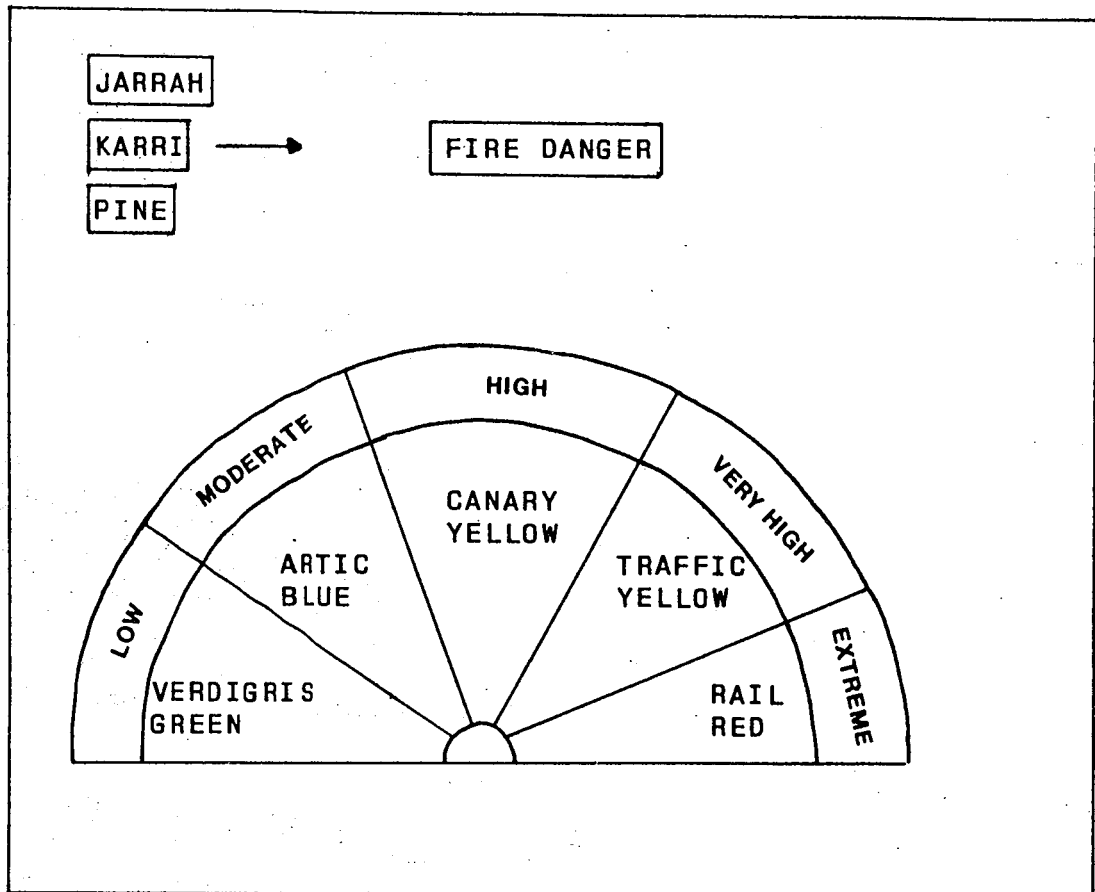 JARRAH
KARRI
FIRE DANGER
PINE
LOW
MODERATE
HIGH
VERY HIGH
EXTREME
VERDIGRIS
GREEN
ARTIC
BLUE
CANARY
YELLOW
TRAFFIC
YELLOW
RAIL
RED